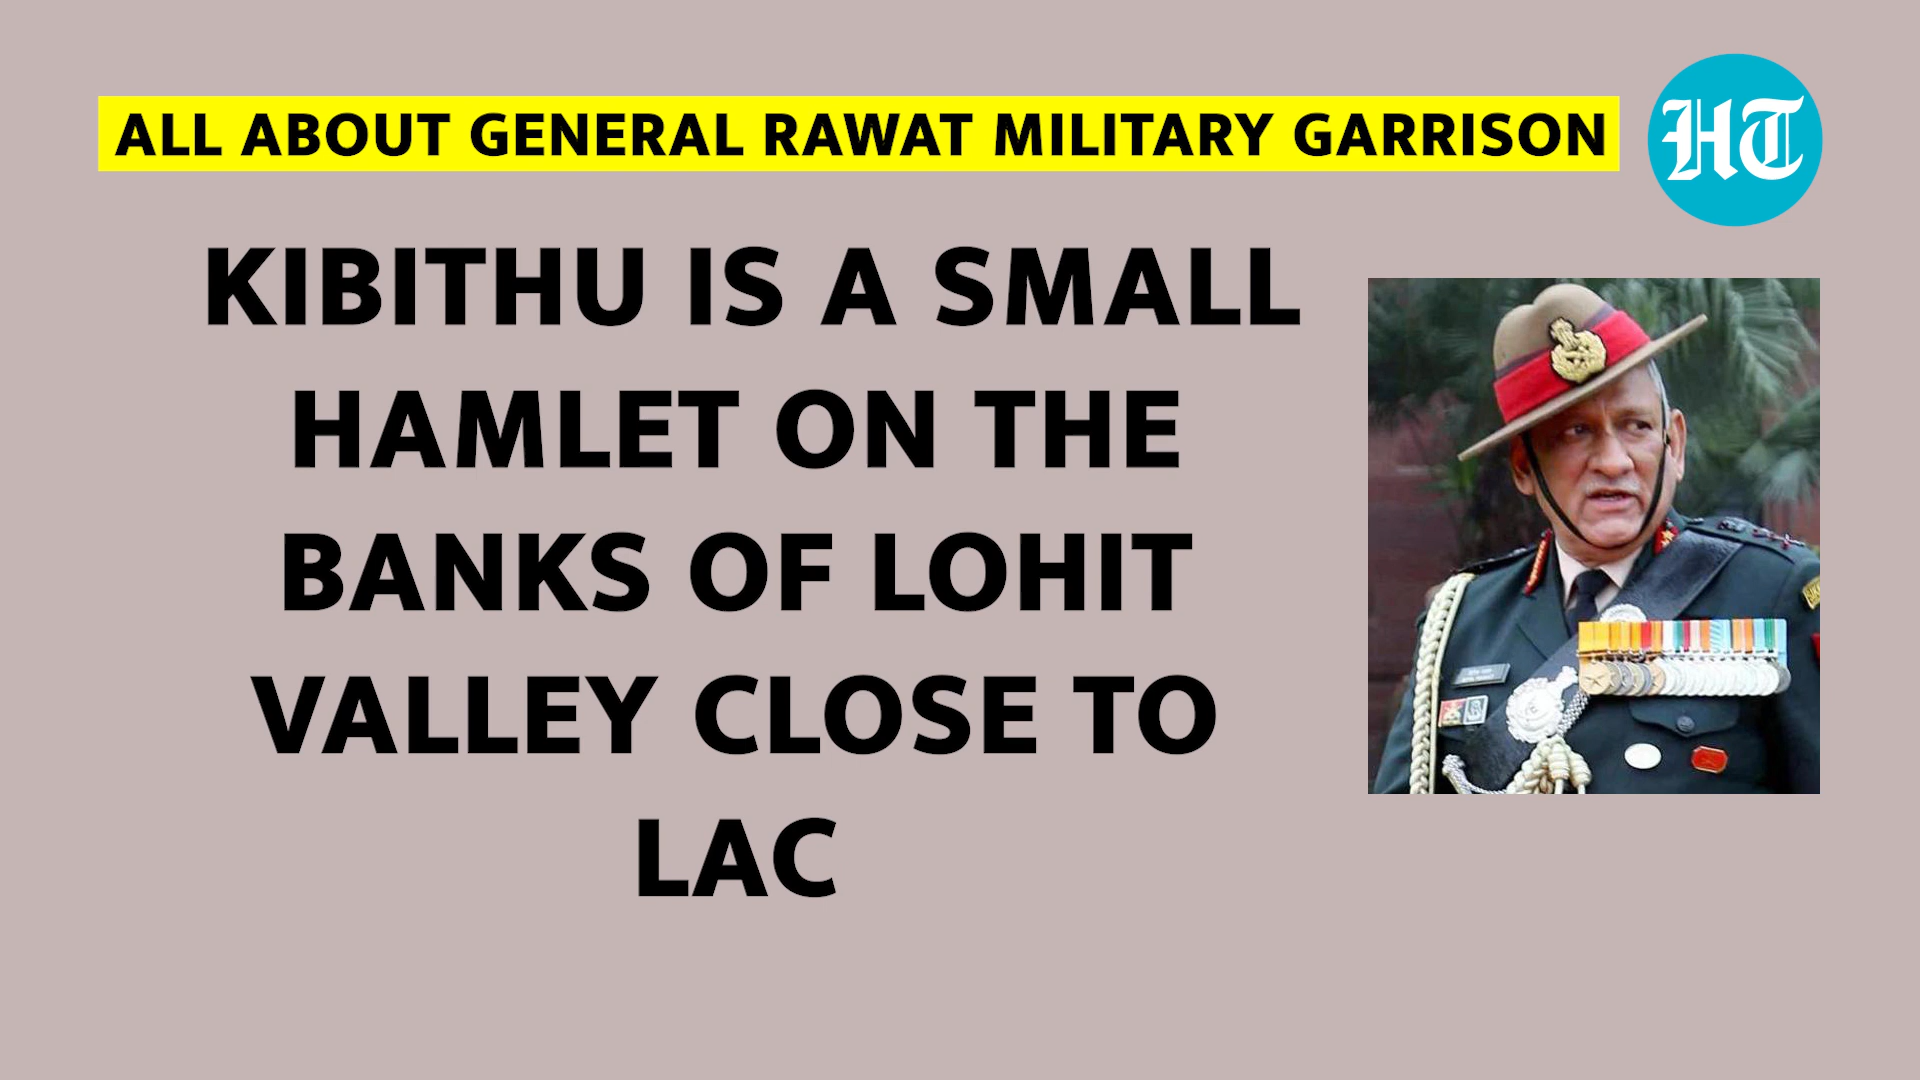 ALL ABOUT GENERAL RAWAT MILITARY GARRISON
HT
KIBITHU IS A SMALL
HAMLET ON THE
BANKS OF LOHIT
VALLEY CLOSE TO
LAC